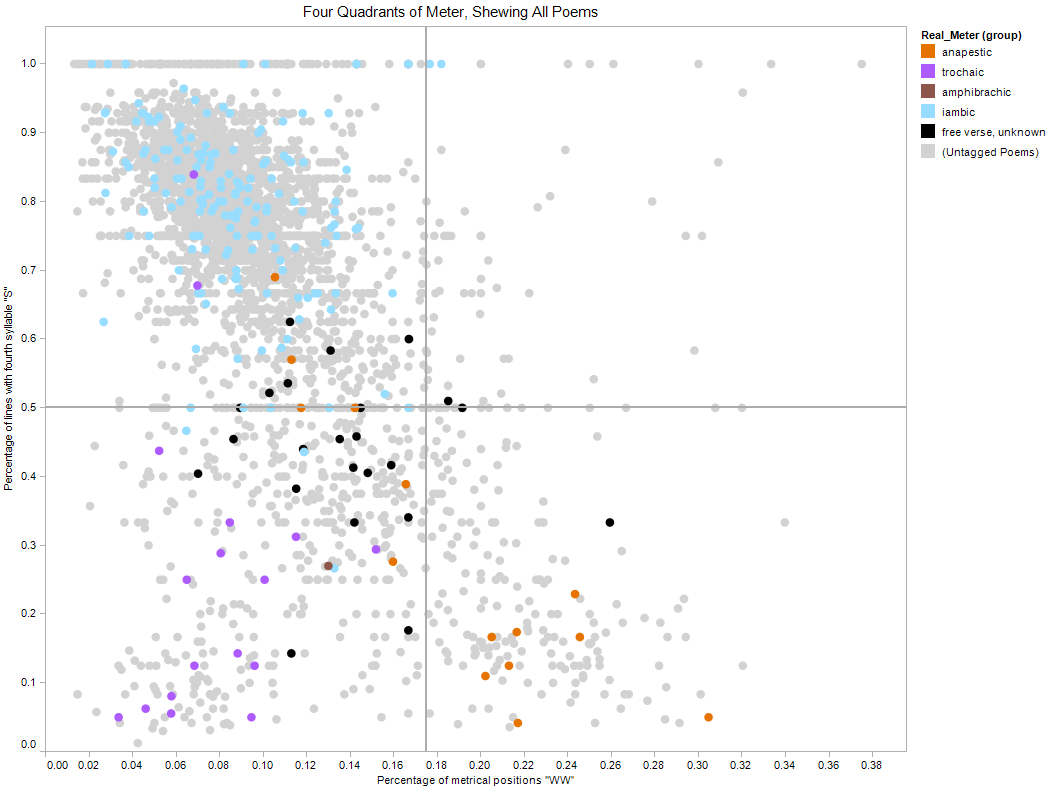 Four Quadrants of Meter, Shewing All Poems
Real_Meter (group)
anapestic
trochaic
amphibrachic
iambic
free verse, unknown
(Untagged Poems)
Percentage of lines with fourth syllable "S"
1.0
0.9
0.8
0.7
0.6
0.5
0.4
0.3
0.2
0.1
0.0
0.00 0.02 0.04 0.06 0.08 0.10 0.12 0.14 0.16 0.18 0.20 0.22 0.24 0.26 0.28 0.30 0.32 0.34 0.36 0.38
Percentage of metrical positions "WW"